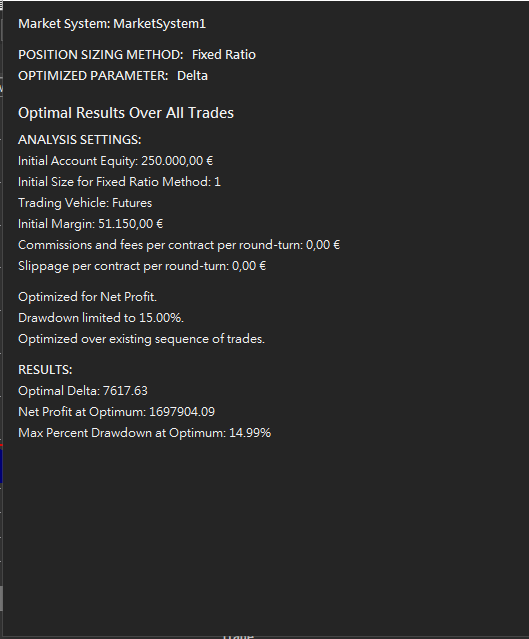 Market System: MarketSystem1
POSITION SIZING METHOD: Fixed Ratio
OPTIMIZED PARAMETER: Delta
Optimal Results Over All Trades
ANALYSIS SETTINGS:
Initial Account Equity: 250.000,00 €
Initial Size for Fixed Ratio Method: 1
Trading Vehicle: Futures
Initial Margin: 51.150,00 €
Commissions and fees per contract per round-turn: 0,00 €
Slippage per contract per round-turn: 0,00 €
Optimized for Net Profit.
Drawdown limited to 15.00%.
Optimized over existing sequence of trades.
RESULTS:
Optimal Delta: 7617.63
Net Profit at Optimum: 1697904.09
Max Percent Drawdown at Optimum: 14.99%